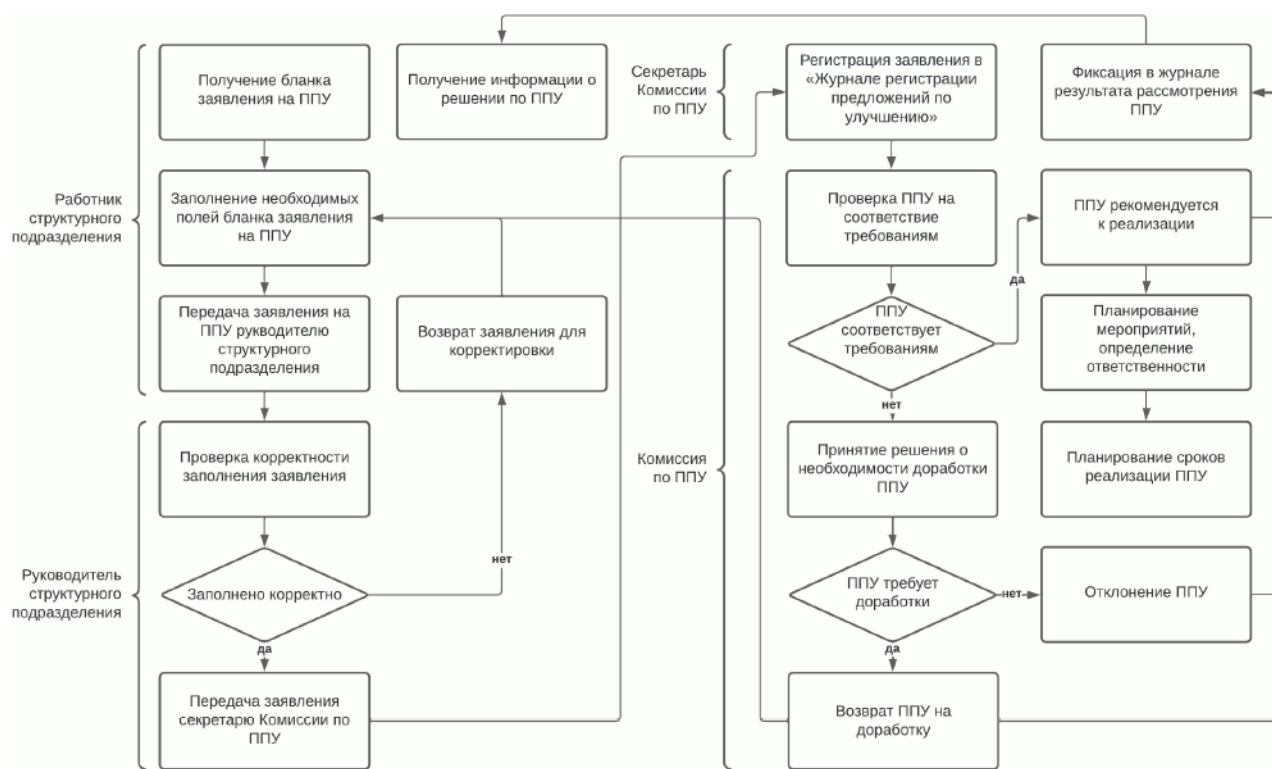 Получение бланка
заявления на ППУ
Получение информации о
решении по ППУ
Секретарь
Комиссии
по ППУ
Регистрация заявления в
«Журнале регистрации
предложений по
улучшению»
Фиксация в журнале
результата рассмотрения
ППУ
Работник
структурного
подразделения
Заполнение необходимых
полей бланка заявления
на ППУ
Проверка ППУ на
соответствие
требованиям
ППУ рекомендуется
к реализации
да
Передача заявления на
ППУ руководителю
структурного
подразделения
Возврат заявления для
корректировки
ППУ
соответствует
требованиям
Планирование
мероприятий,
определение
ответственности
нет
Проверка корректности
заполнения заявления
Комиссия
по ППУ
Принятие решения о
необходимости доработки
ППУ
Планирование сроков
реализации ППУ
нет
Руководитель
структурного
подразделения
Заполнено корректно
ППУ требует
доработки
нет
Отклонение ППУ
да
да
Передача заявления
секретарю Комиссии по
ППУ
Возврат ППУ на
доработку